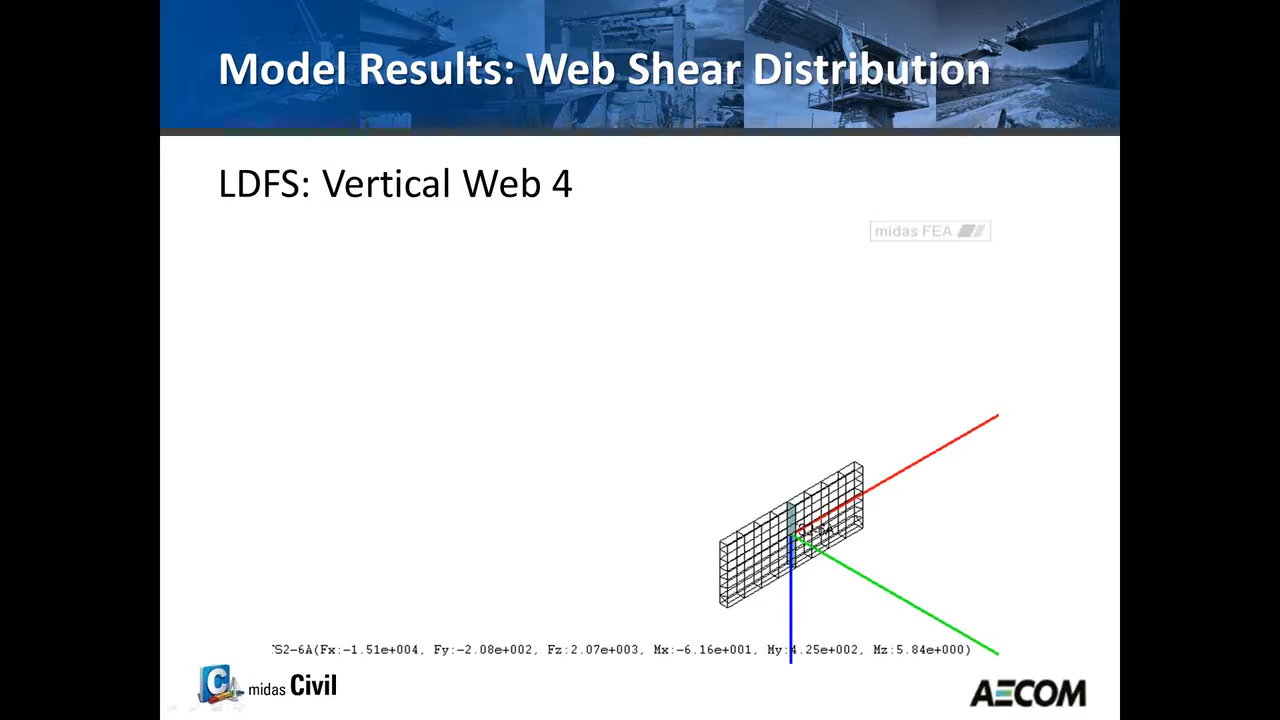 Model Results: Web Shear Distribution
LDFS: Vertical Web 4
midas FEA
S2-6A
S2-6A(Fx:-1.51e+004, Fy:-2.08e+002, Fz:2.07e+003, Mx:-6.16e+001, My:4.25e+002, Mz:5.84e+000)
midas Civil
AECOM